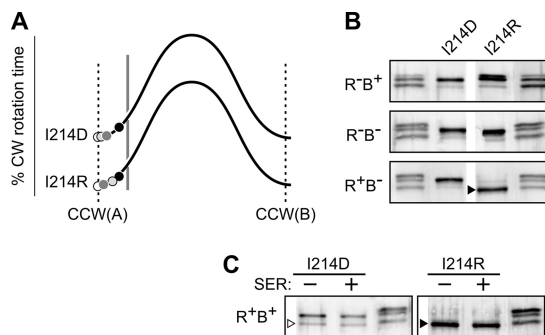 A
% CW rotation time
I214D
I214R
CCW(A)
CCW(B)
B
I214D
I214R
R⁻B⁺
R⁻B⁻
R⁺B⁻
C
I214D
I214R
SER: − + − +
R⁺B⁺